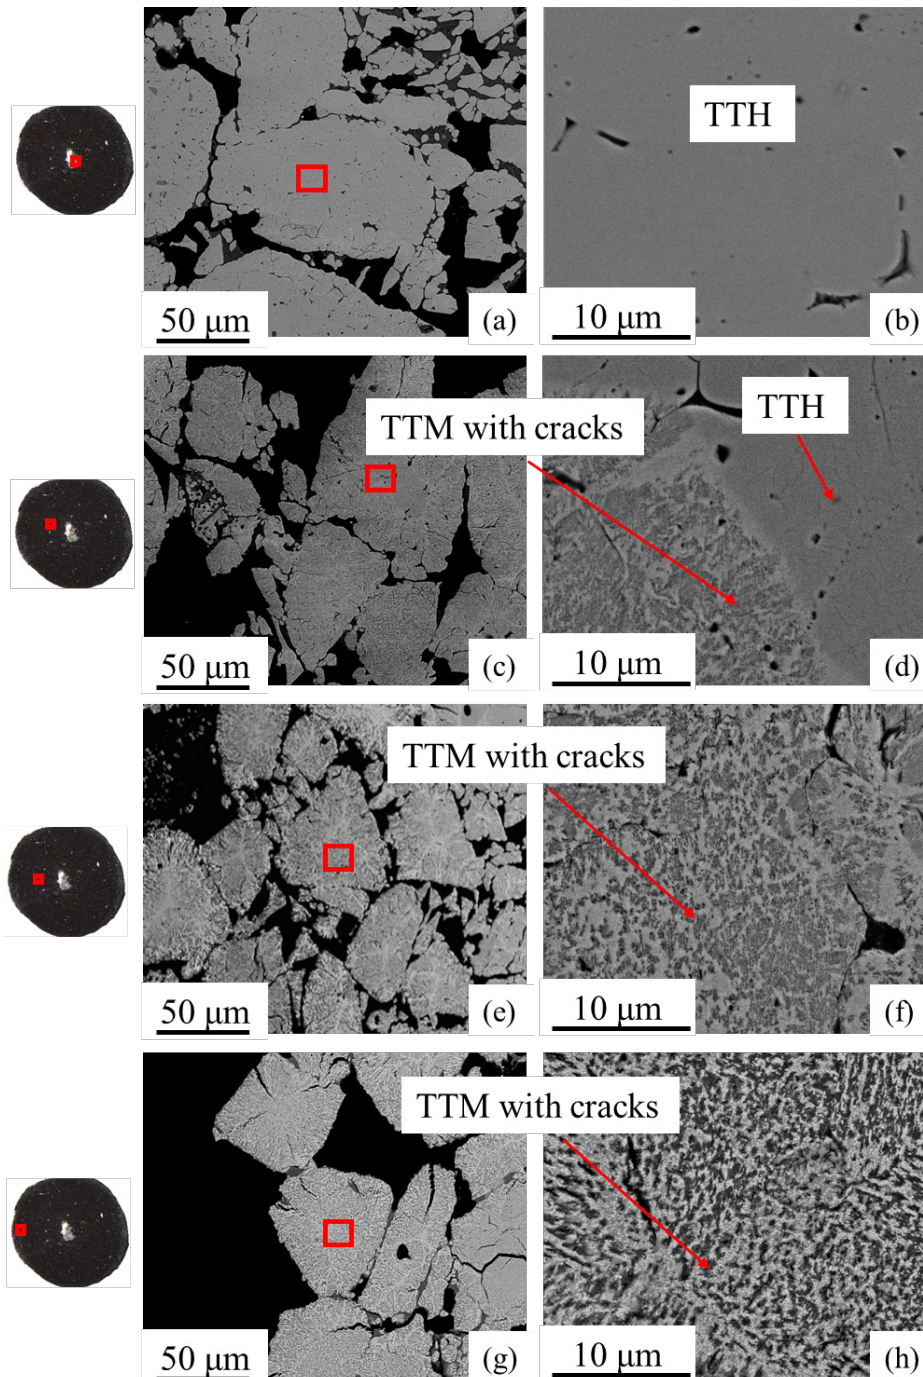 TTH
50 μm
(a)
10 μm
(b)
TTM with cracks
TTH
50 μm
(c)
10 μm
(d)
TTM with cracks
50 μm
(e)
10 μm
(f)
TTM with cracks
50 μm
(g)
10 μm
(h)